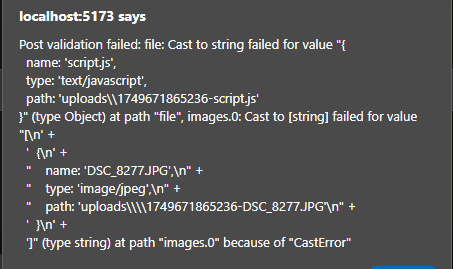 localhost:5173 says
Post validation failed: file: Cast to string failed for value "{
name: 'script.js',
type: 'text/javascript',
path: 'uploads\\1749671865236-script.js'
}" (type Object) at path "file", images.0: Cast to [string] failed for value
"[\n' +
' {\n' +
" name: 'DSC_8277.JPG',\n" +
" type: 'image/jpeg',\n" +
" path: 'uploads\\\\1749671865236-DSC_8277.JPG'\n" +
' }\n' +
']" (type string) at path "images.0" because of "CastError"